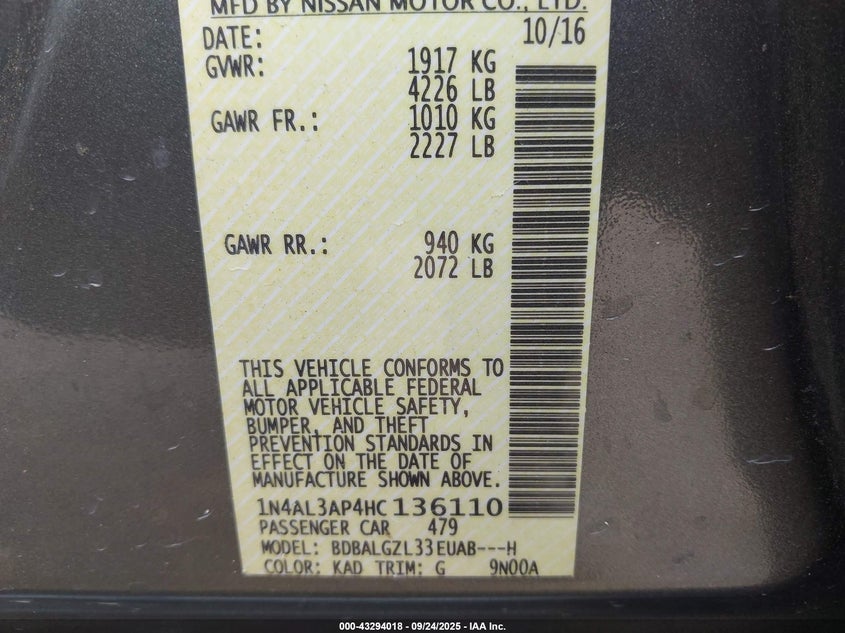 MFD BY NISSAN MOTOR CO., LTD.
DATE: 10/16
GVWR: 1917 KG
4226 LB
GAWR FR.: 1010 KG
2227 LB
GAWR RR.: 940 KG
2072 LB
THIS VEHICLE CONFORMS TO
ALL APPLICABLE FEDERAL
MOTOR VEHICLE SAFETY,
BUMPER, AND THEFT
PREVENTION STANDARDS IN
EFFECT ON THE DATE OF
MANUFACTURE SHOWN ABOVE.
1N4AL3AP4HC136110
PASSENGER CAR 479
MODEL: BDBALGZL33EUAB---H
COLOR: KAD TRIM: G 9N00A
000-43294018 - 09/24/2025 - IAA Inc.